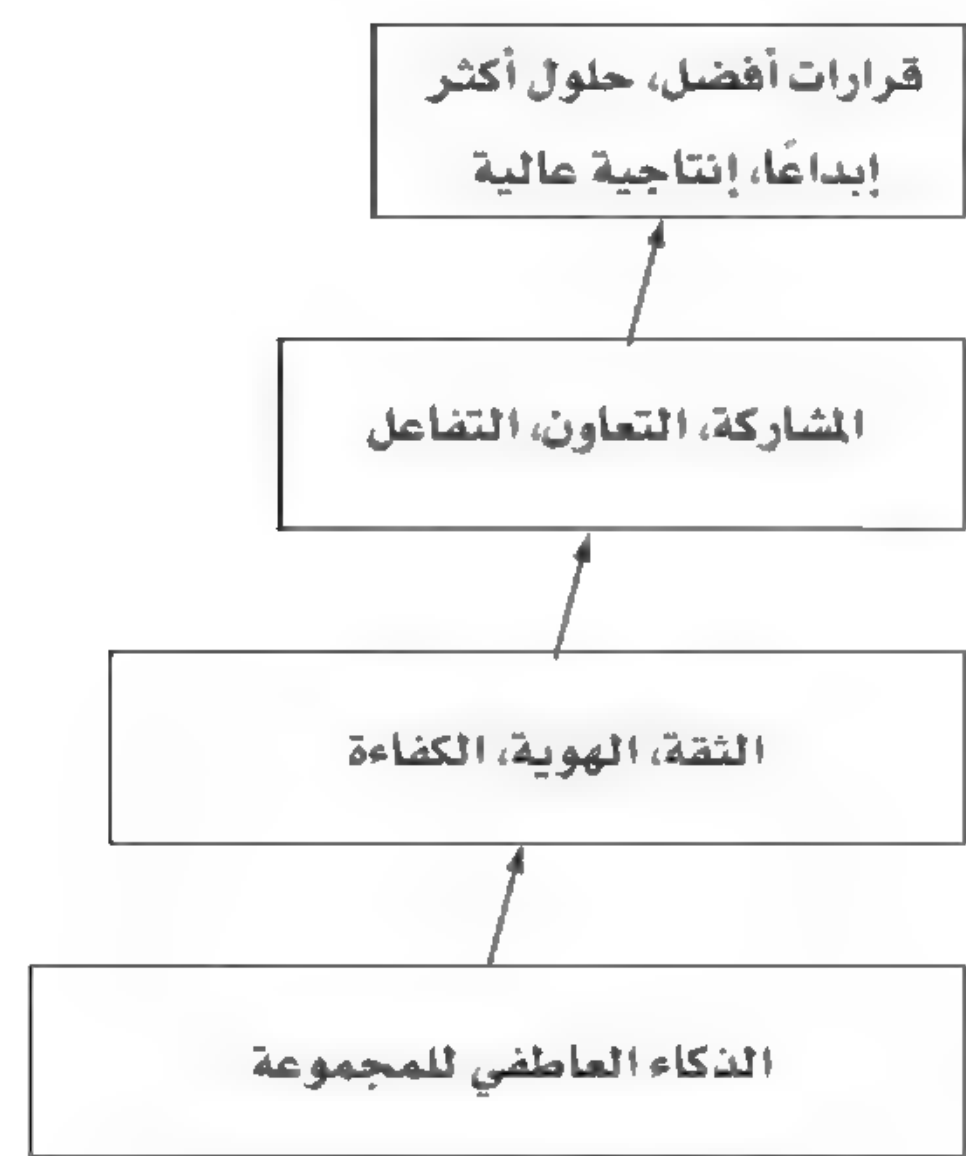 قرارات أفضل، حلول أكثر
إبداعًا، إنتاجية عالية
المشاركة، التعاون، التفاعل
الثقة، الهوية، الكفاءة
الذكاء العاطفي للمجموعة